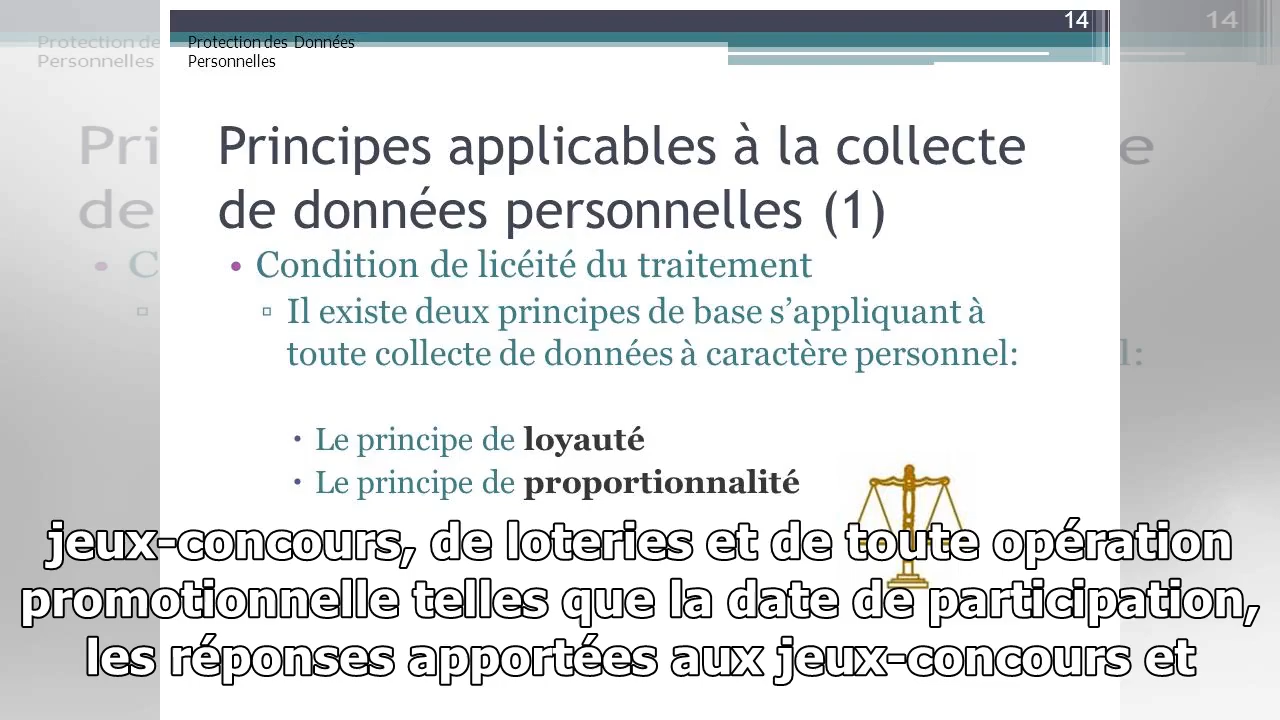 14
Protection des Données
Personnelles
Principes applicables à la collecte
de données personnelles (1)
• Condition de licéité du traitement
▫ Il existe deux principes de base s’appliquant à
toute collecte de données à caractère personnel:
▪ Le principe de loyauté
▪ Le principe de proportionnalité
jeux-concours, de loteries et de toute opération
promotionnelle telles que la date de participation,
les réponses apportées aux jeux-concours et